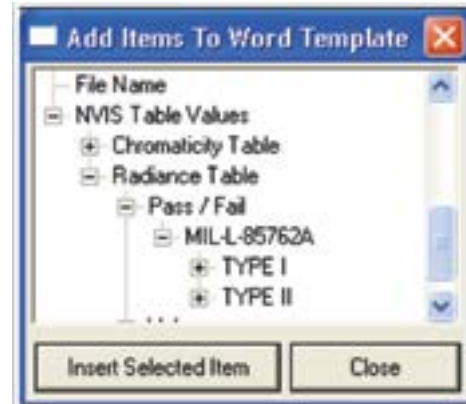 Add Items To Word Template
File Name
NVIS Table Values
Chromaticity Table
Radiance Table
Pass / Fail
MIL-L-85762A
TYPE I
TYPE II
Insert Selected Item
Close